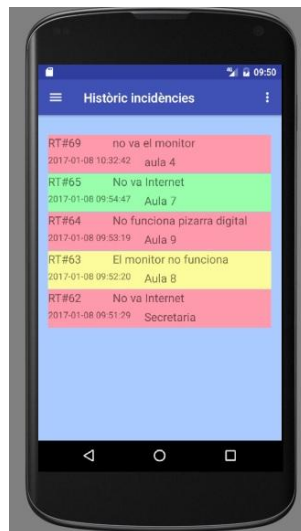 09:50
Històric incidències
RT#69 no va el monitor
2017-01-08 10:32:42 aula 4
RT#65 No va Internet
2017-01-08 09:54:47 Aula 7
RT#64 No funciona pizarra digital
2017-01-08 09:53:19 Aula 9
RT#63 El monitor no funciona
2017-01-08 09:52:20 Aula 8
RT#62 No va Internet
2017-01-08 09:51:29 Secretaria